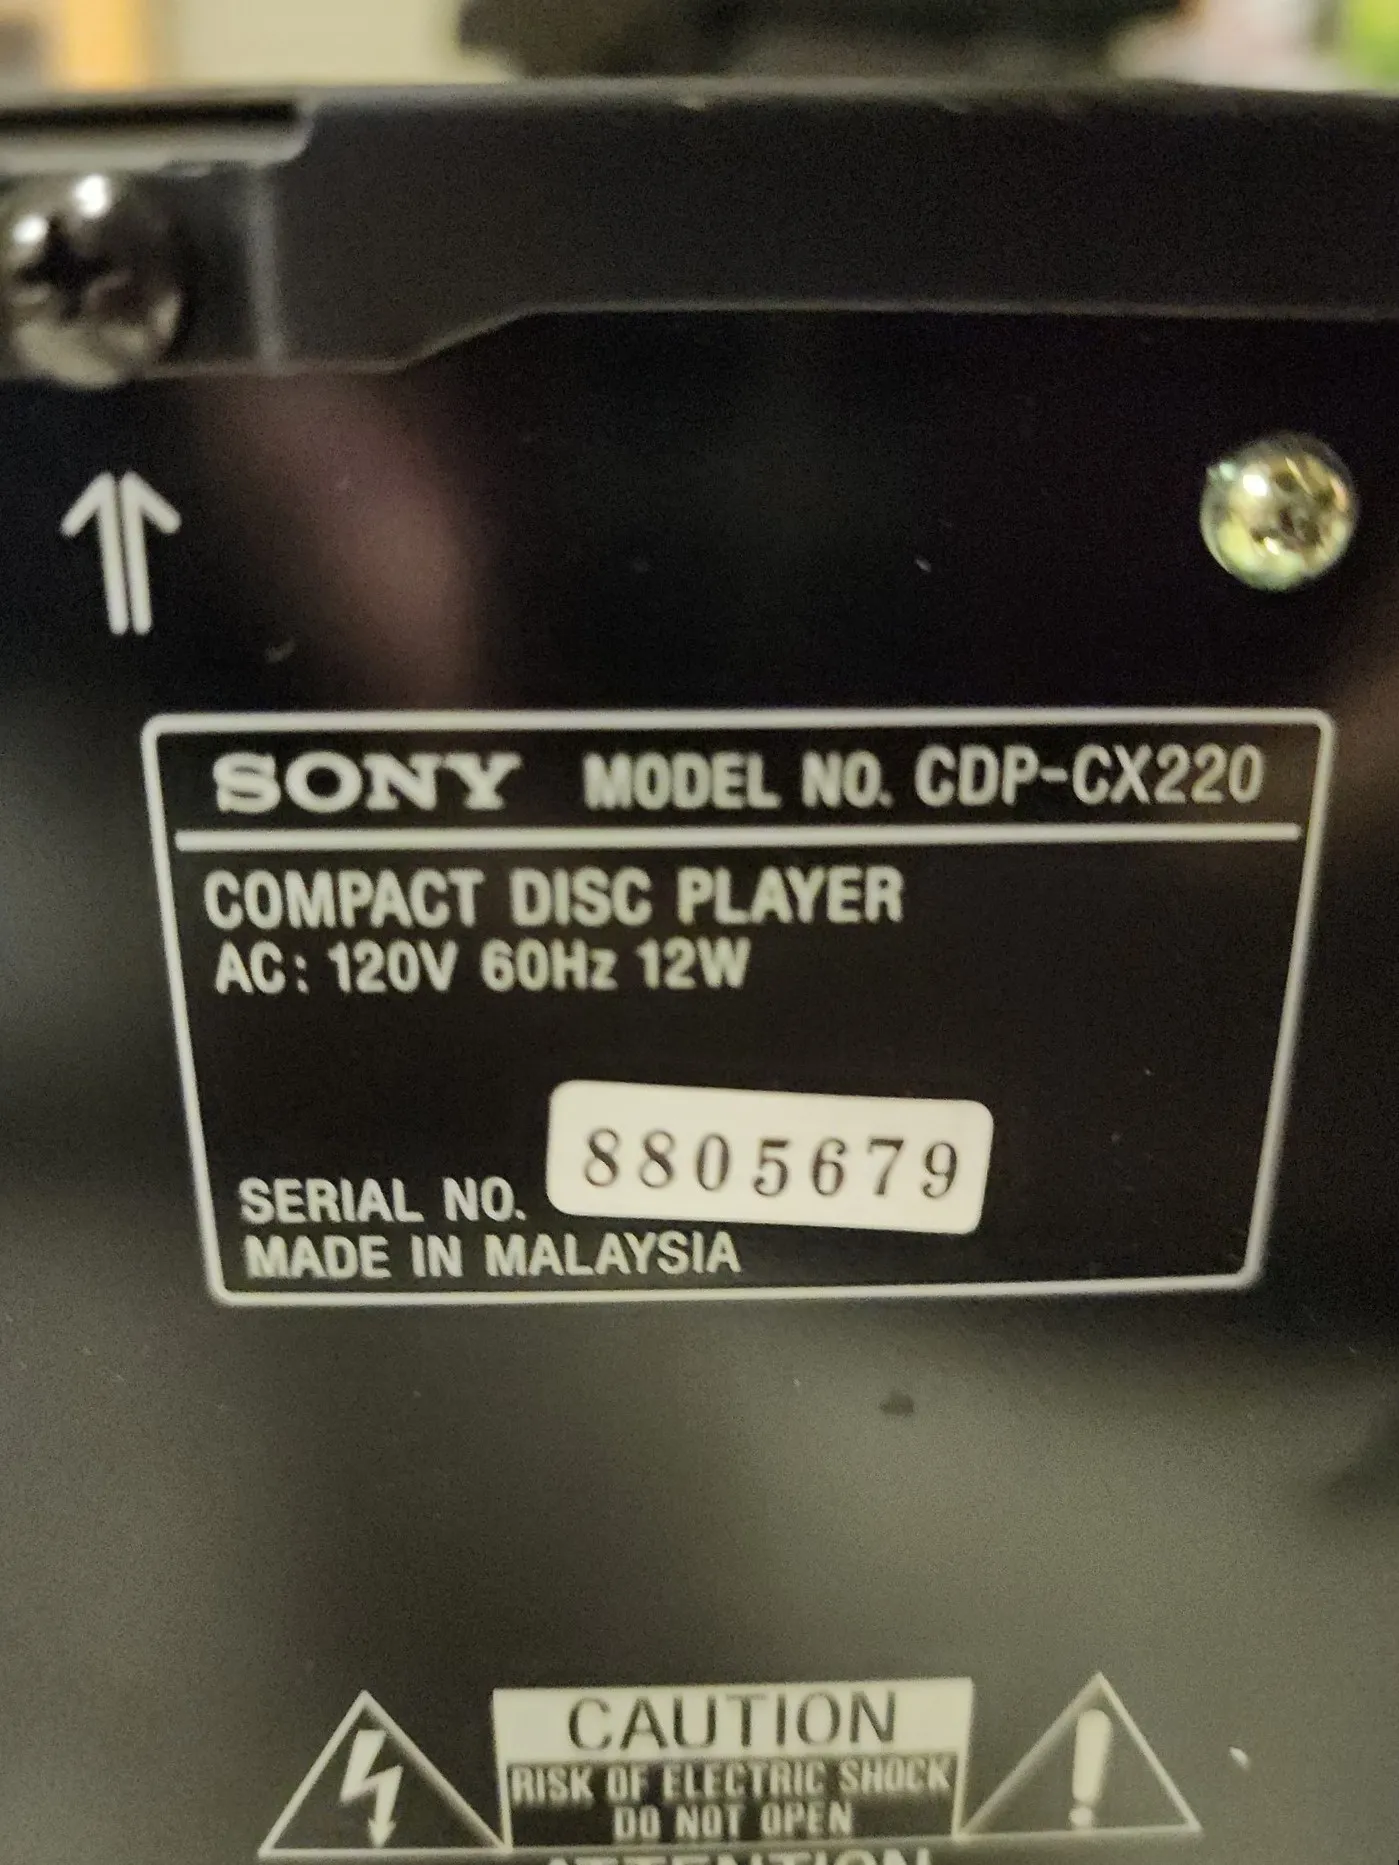 SONY MODEL NO. CDP-CX220
COMPACT DISC PLAYER
AC: 120V 60Hz 12W
8805679
SERIAL NO.
MADE IN MALAYSIA
CAUTION
RISK OF ELECTRIC SHOCK
DO NOT OPEN
ATTENTION